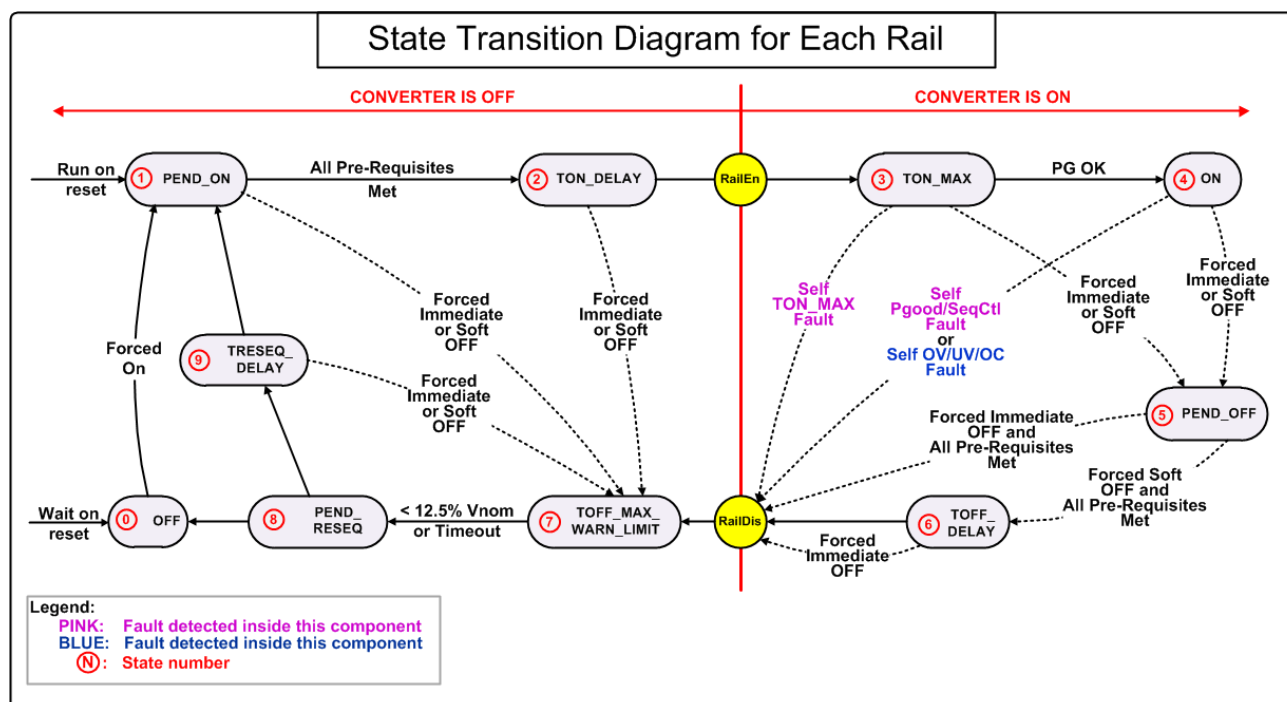 State Transition Diagram for Each Rail
CONVERTER IS OFF
CONVERTER IS ON
Run on
reset
1
PEND_ON
All Pre-Requisites
Met
2
TON_DELAY
RailEn
3
TON_MAX
PG OK
4
ON
Forced
Immediate
or Soft
OFF
Forced
Immediate
or Soft
OFF
Self
TON_MAX
Fault
Self
Pgood/SeqCtl
Fault
or
Self OV/UV/OC
Fault
Forced
Immediate
or Soft
OFF
Forced
Immediate
or Soft
OFF
Forced
On
9
TRESEQ_
DELAY
Forced
Immediate
or Soft
OFF
5
PEND_OFF
Forced Immediate
OFF and
All Pre-Requisites
Met
Forced Soft
OFF and
All Pre-Requisites
Met
Wait on
reset
0
OFF
8
PEND_
RESEQ
< 12.5% Vnom
or Timeout
7
TOFF_MAX_
WARN_LIMIT
RailDis
6
TOFF_
DELAY
Forced
Immediate
OFF
Legend:
PINK: Fault detected inside this component
BLUE: Fault detected inside this component
N : State number